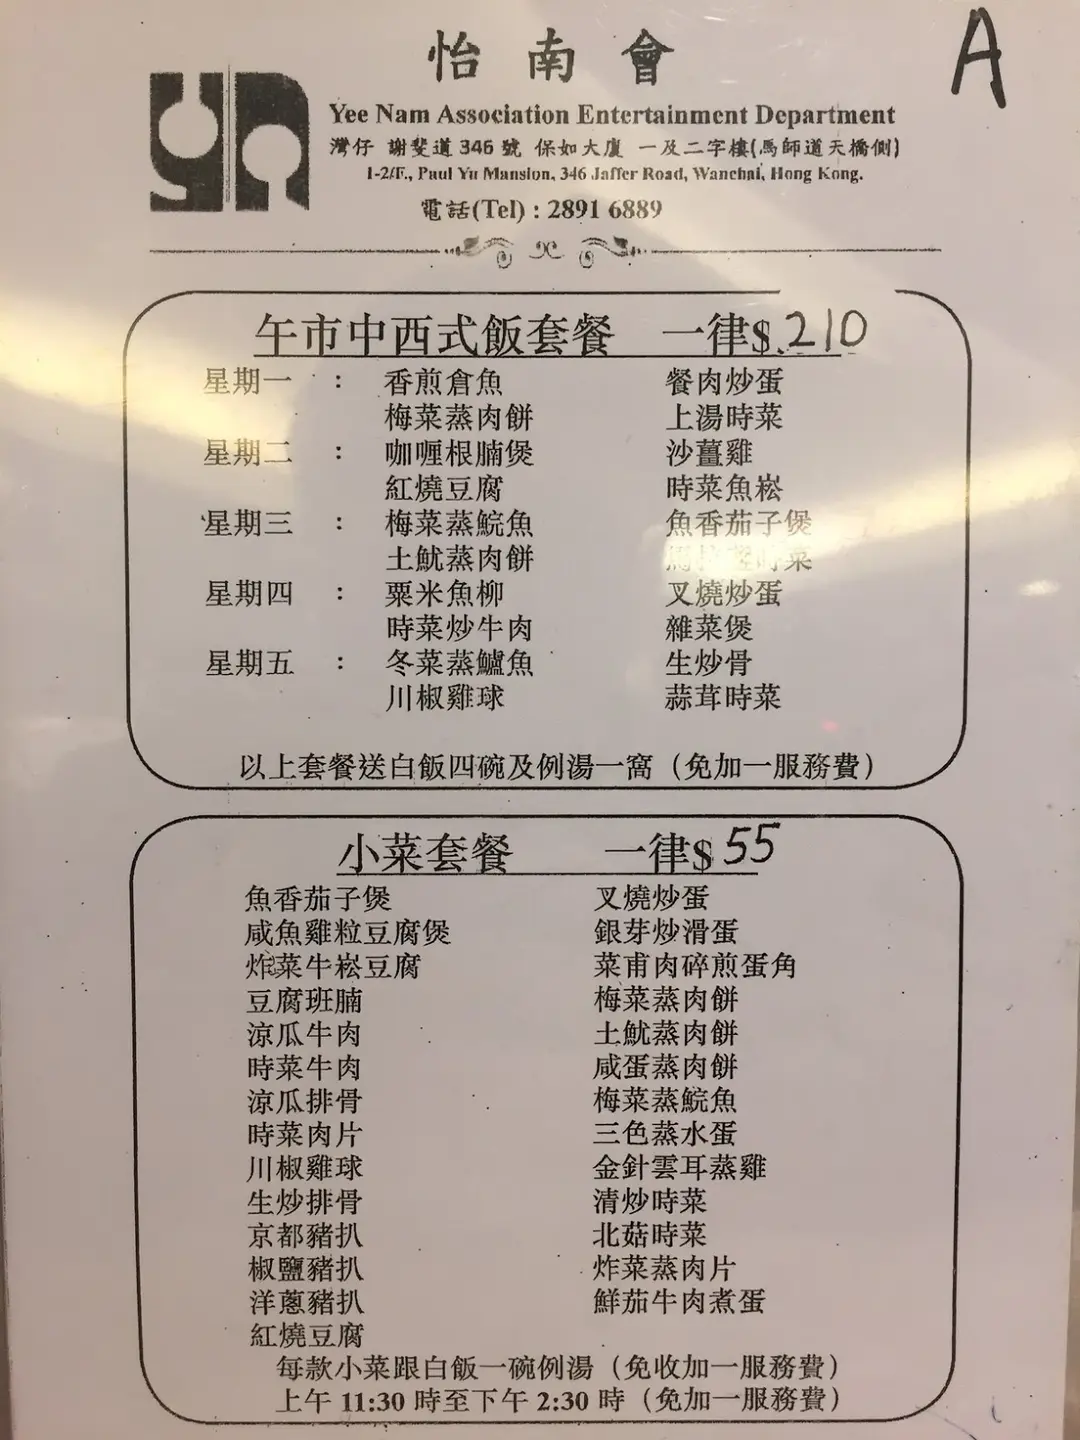 A
怡南會
yn
Yee Nam Association Entertainment Department
灣仔 謝斐道346號 保如大廈 一及二字樓(馬師道天橋側)
1-2/F., Paul Yu Mansion, 346 Jaffer Road, Wanchai, Hong Kong.
電話(Tel) : 2891 6889
午市中西式飯套餐 一律$210
星期一 : 香煎倉魚 餐肉炒蛋
梅菜蒸肉餅 上湯時菜
星期二 : 咖喱根腩煲 沙薑雞
紅燒豆腐 時菜魚崧
星期三 : 梅菜蒸鯇魚 魚香茄子煲
土魷蒸肉餅 時菜
星期四 : 粟米魚柳 叉燒炒蛋
時菜炒牛肉 雜菜煲
星期五 : 冬菜蒸鱸魚 生炒骨
川椒雞球 蒜茸時菜
以上套餐送白飯四碗及例湯一窩（免加一服務費）
小菜套餐 一律$55
魚香茄子煲 叉燒炒蛋
咸魚雞粒豆腐煲 銀芽炒滑蛋
炸菜牛崧豆腐 菜甫肉碎煎蛋角
豆腐班腩 梅菜蒸肉餅
涼瓜牛肉 土魷蒸肉餅
時菜牛肉 咸蛋蒸肉餅
涼瓜排骨 梅菜蒸鯇魚
時菜肉片 三色蒸水蛋
川椒雞球 金針雲耳蒸雞
生炒排骨 清炒時菜
京都豬扒 北菇時菜
椒鹽豬扒 炸菜蒸肉片
洋蔥豬扒 鮮茄牛肉煮蛋
紅燒豆腐
每款小菜跟白飯一碗例湯（免收加一服務費）
上午 11:30 時至下午 2:30 時（免加一服務費）